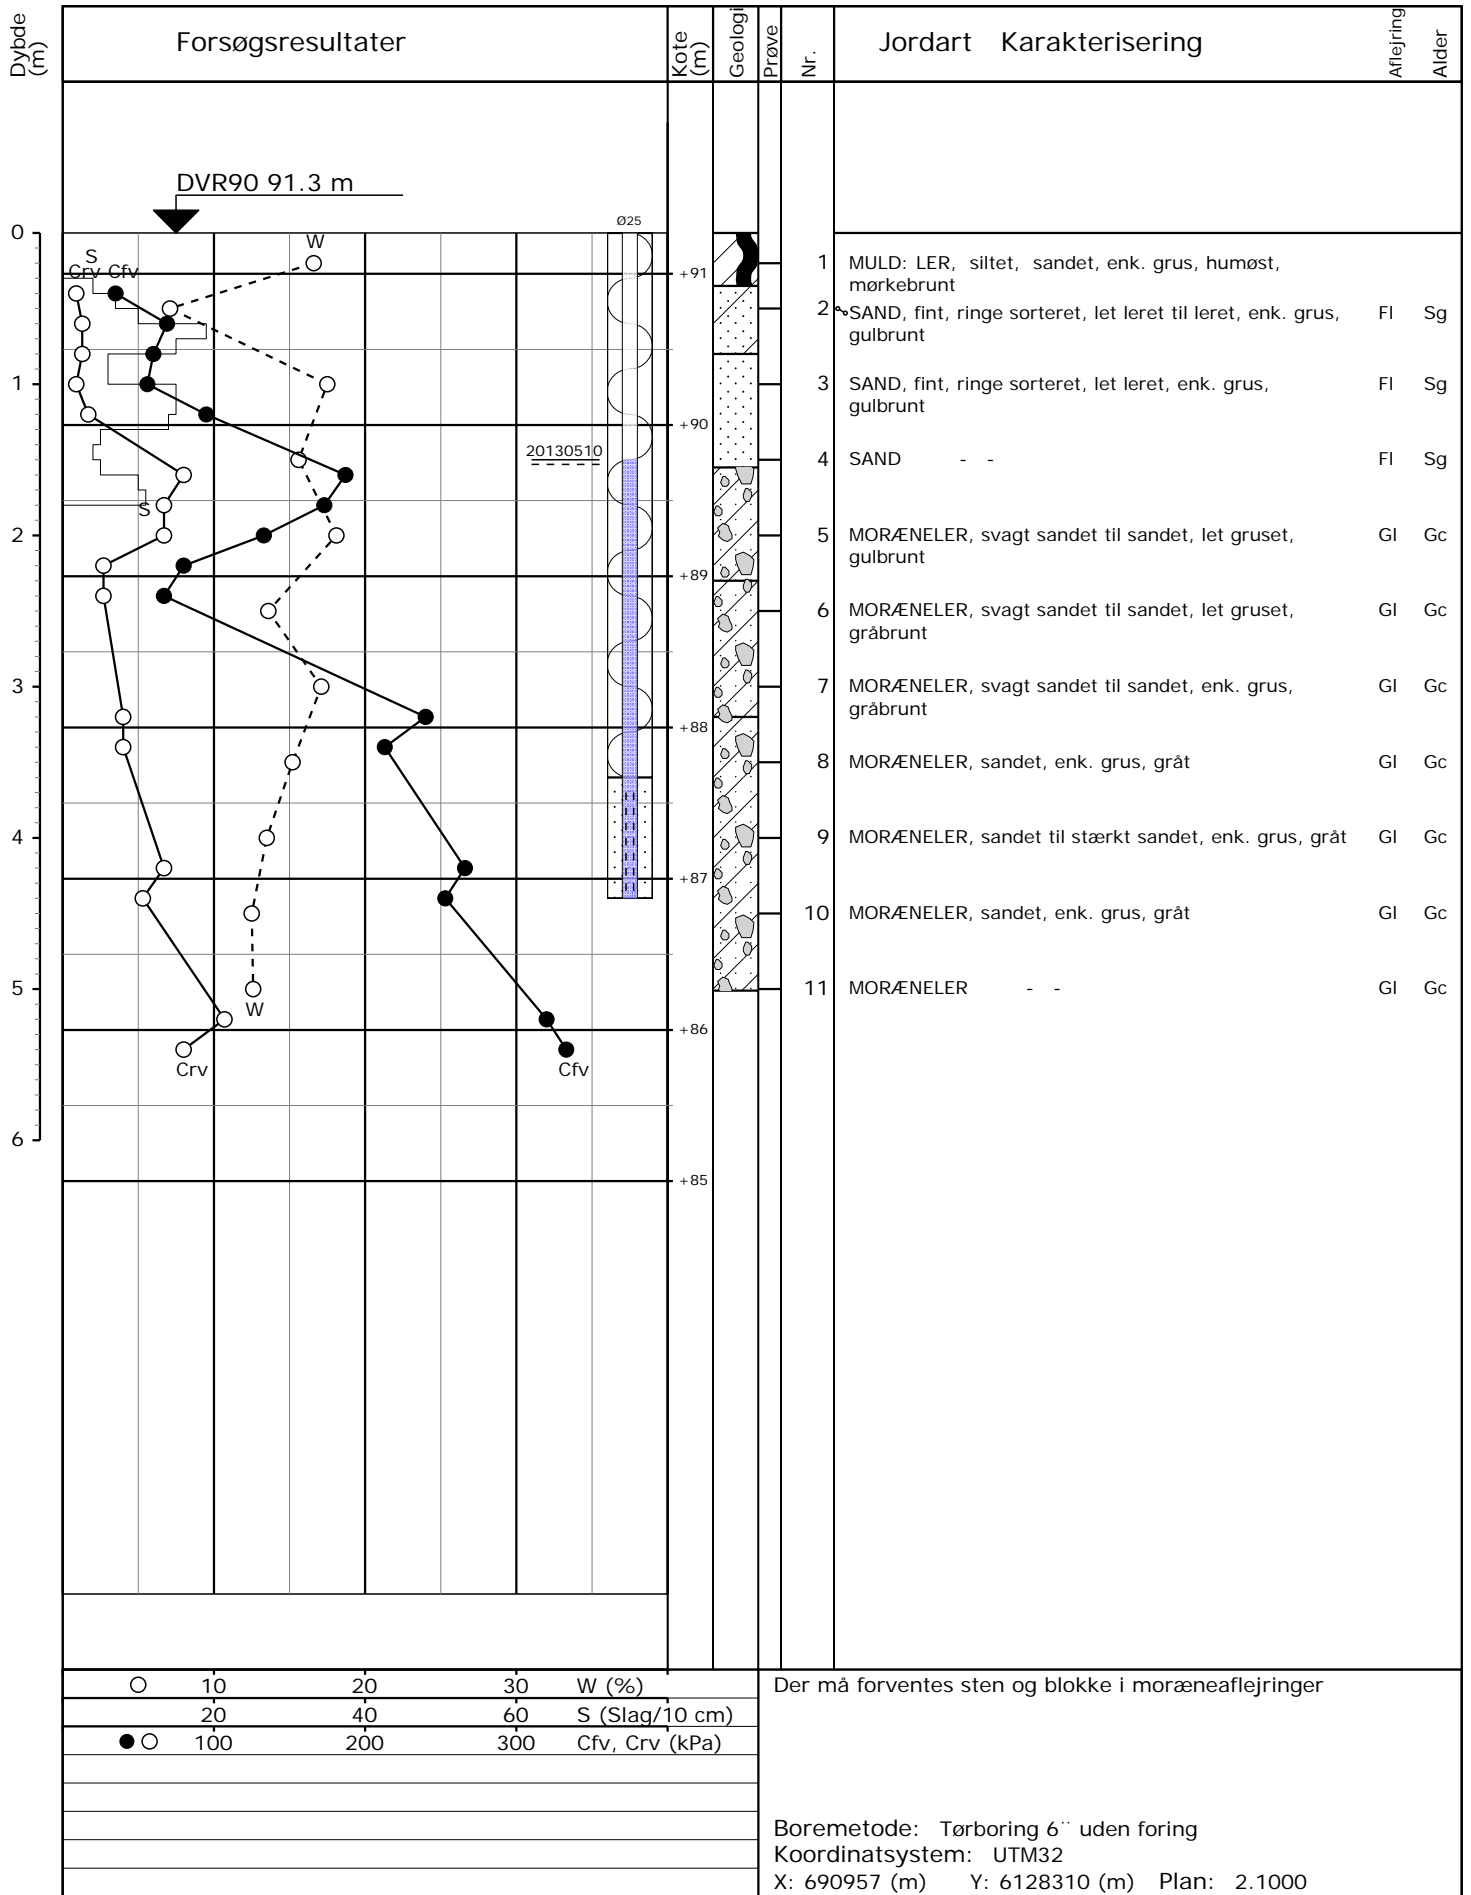 Dybde (m)
Forsøgsresultater
Kote (m)
Geologi
Prøve
Nr.
Jordart Karakterisering
Aflejring
Alder
DVR90 91.3 m
Ø25
0
W
S
Crv Cfv
+91
1 MULD: LER, siltet, sandet, enk. grus, humøst,
mørkebrunt
2 SAND, fint, ringe sorteret, let leret til leret, enk. grus, Fl Sg
gulbrunt
1
3 SAND, fint, ringe sorteret, let leret, enk. grus, Fl Sg
gulbrunt
+90
20130510
4 SAND - - Fl Sg
S
2
5 MORÆNELER, svagt sandet til sandet, let gruset, Gl Gc
gulbrunt
+89
6 MORÆNELER, svagt sandet til sandet, let gruset, Gl Gc
gråbrunt
3
7 MORÆNELER, svagt sandet til sandet, enk. grus, Gl Gc
gråbrunt
+88
8 MORÆNELER, sandet, enk. grus, gråt Gl Gc
4
9 MORÆNELER, sandet til stærkt sandet, enk. grus, gråt Gl Gc
+87
10 MORÆNELER, sandet, enk. grus, gråt Gl Gc
5
11 MORÆNELER - - Gl Gc
W
+86
Crv Cfv
6
+85
10 20 30 W (%)
20 40 60 S (Slag/10 cm)
100 200 300 Cfv, Crv (kPa)
Der må forventes sten og blokke i moræneaflejringer
Boremetode: Tørboring 6¨ uden foring
Koordinatsystem: UTM32
X: 690957 (m) Y: 6128310 (m) Plan: 2.1000